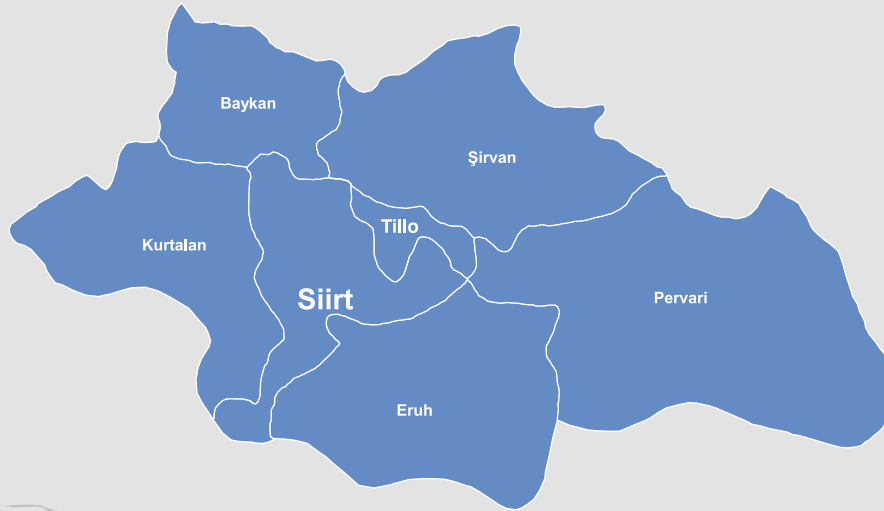 Baykan
Şirvan
Tillo
Kurtalan
Siirt
Pervari
Eruh